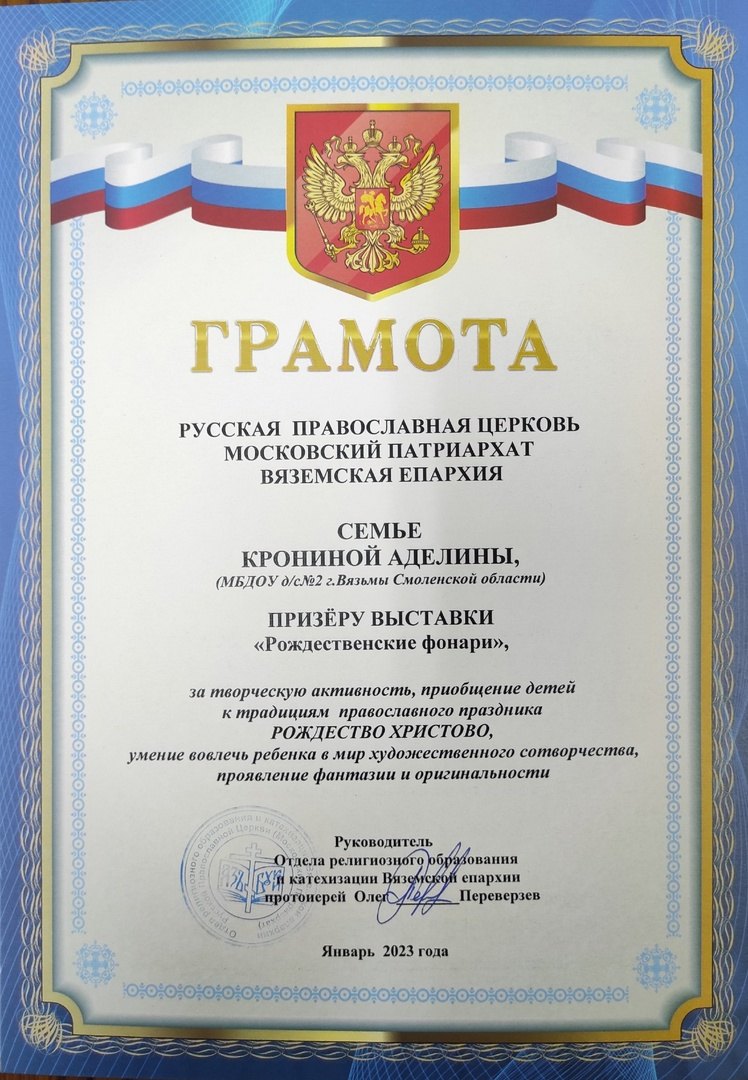 ГРАМОТА
РУССКАЯ ПРАВОСЛАВНАЯ ЦЕРКОВЬ
МОСКОВСКИЙ ПАТРИАРХАТ
ВЯЗЕМСКАЯ ЕПАРХИЯ
СЕМЬЕ
КРОНИНОЙ АДЕЛИНЫ,
(МБДОУ д/с№2 г.Вязьмы Смоленской области)
ПРИЗЁРУ ВЫСТАВКИ
«Рождественские фонари»,
за творческую активность, приобщение детей
к традициям православного праздника
РОЖДЕСТВО ХРИСТОВО,
умение вовлечь ребенка в мир художественного сотворчества,
проявление фантазии и оригинальности
Руководитель
Отдела религиозного образования
и катехизации Вяземской епархии
протоиерей Олег Переверзев
Январь 2023 года